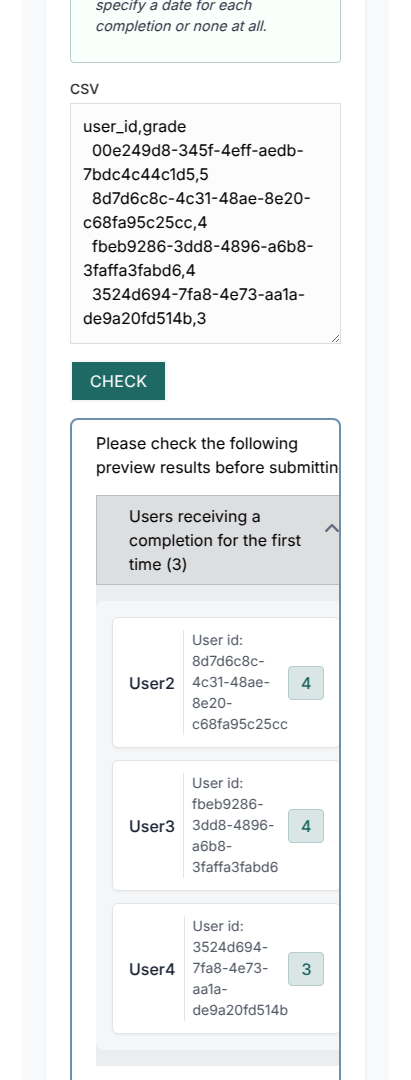 specify a date for each
completion or none at all.
CSV
user_id,grade
00e249d8-345f-4eff-aedb-
7bdc4c44c1d5,5
8d7d6c8c-4c31-48ae-8e20-
c68fa95c25cc,4
fbeb9286-3dd8-4896-a6b8-
3faffa3fabd6,4
3524d694-7fa8-4e73-aa1a-
de9a20fd514b,3
CHECK
Please check the following
preview results before submittin
Users receiving a
completion for the first
time (3)
User2
User id:
8d7d6c8c-
4c31-48ae-
8e20-
c68fa95c25cc
4
User3
User id:
fbeb9286-
3dd8-4896-
a6b8-
3faffa3fabd6
4
User4
User id:
3524d694-
7fa8-4e73-
aa1a-
de9a20fd514b
3